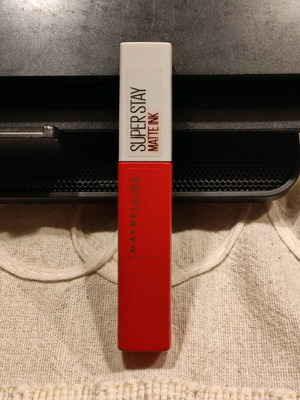 SUPER STAY
MATTE INK
MAYBELLINE